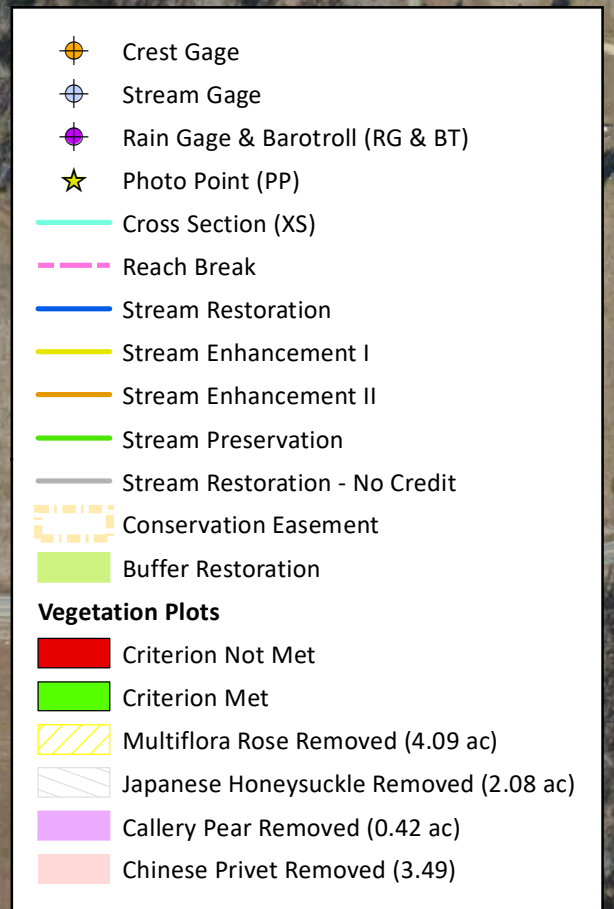 Crest Gage
Stream Gage
Rain Gage & Barotroll (RG & BT)
Photo Point (PP)
Cross Section (XS)
Reach Break
Stream Restoration
Stream Enhancement I
Stream Enhancement II
Stream Preservation
Stream Restoration - No Credit
Conservation Easement
Buffer Restoration
Vegetation Plots
Criterion Not Met
Criterion Met
Multiflora Rose Removed (4.09 ac)
Japanese Honeysuckle Removed (2.08 ac)
Callery Pear Removed (0.42 ac)
Chinese Privet Removed (3.49)